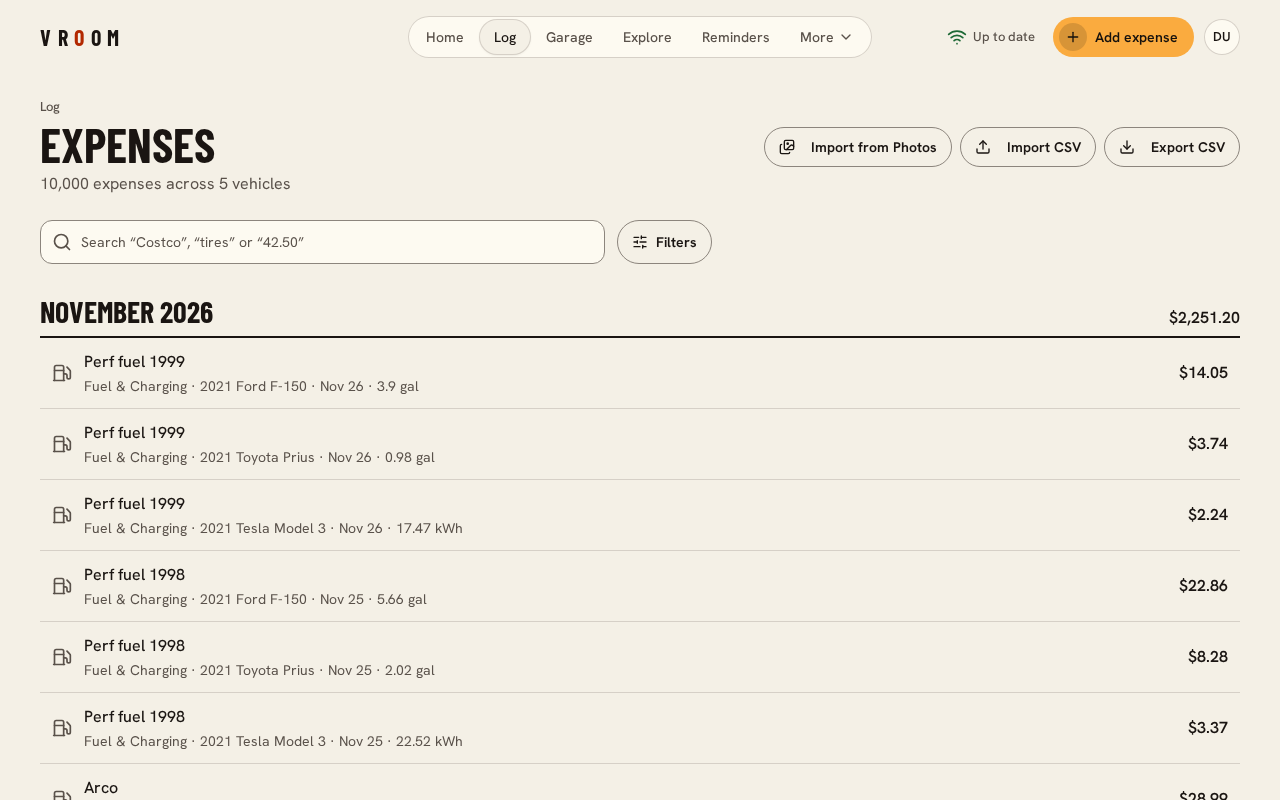 VROOM
Home
Log
Garage
Explore
Reminders
More
Up to date
Add expense
DU
Log
EXPENSES
10,000 expenses across 5 vehicles
Import from Photos
Import CSV
Export CSV
Search “Costco”, “tires” or “42.50”
Filters
NOVEMBER 2026
$2,251.20
Perf fuel 1999
Fuel & Charging · 2021 Ford F-150 · Nov 26 · 3.9 gal
$14.05
Perf fuel 1999
Fuel & Charging · 2021 Toyota Prius · Nov 26 · 0.98 gal
$3.74
Perf fuel 1999
Fuel & Charging · 2021 Tesla Model 3 · Nov 26 · 17.47 kWh
$2.24
Perf fuel 1998
Fuel & Charging · 2021 Ford F-150 · Nov 25 · 5.66 gal
$22.86
Perf fuel 1998
Fuel & Charging · 2021 Toyota Prius · Nov 25 · 2.02 gal
$8.28
Perf fuel 1998
Fuel & Charging · 2021 Tesla Model 3 · Nov 25 · 22.52 kWh
$3.37
Arco
$28.99